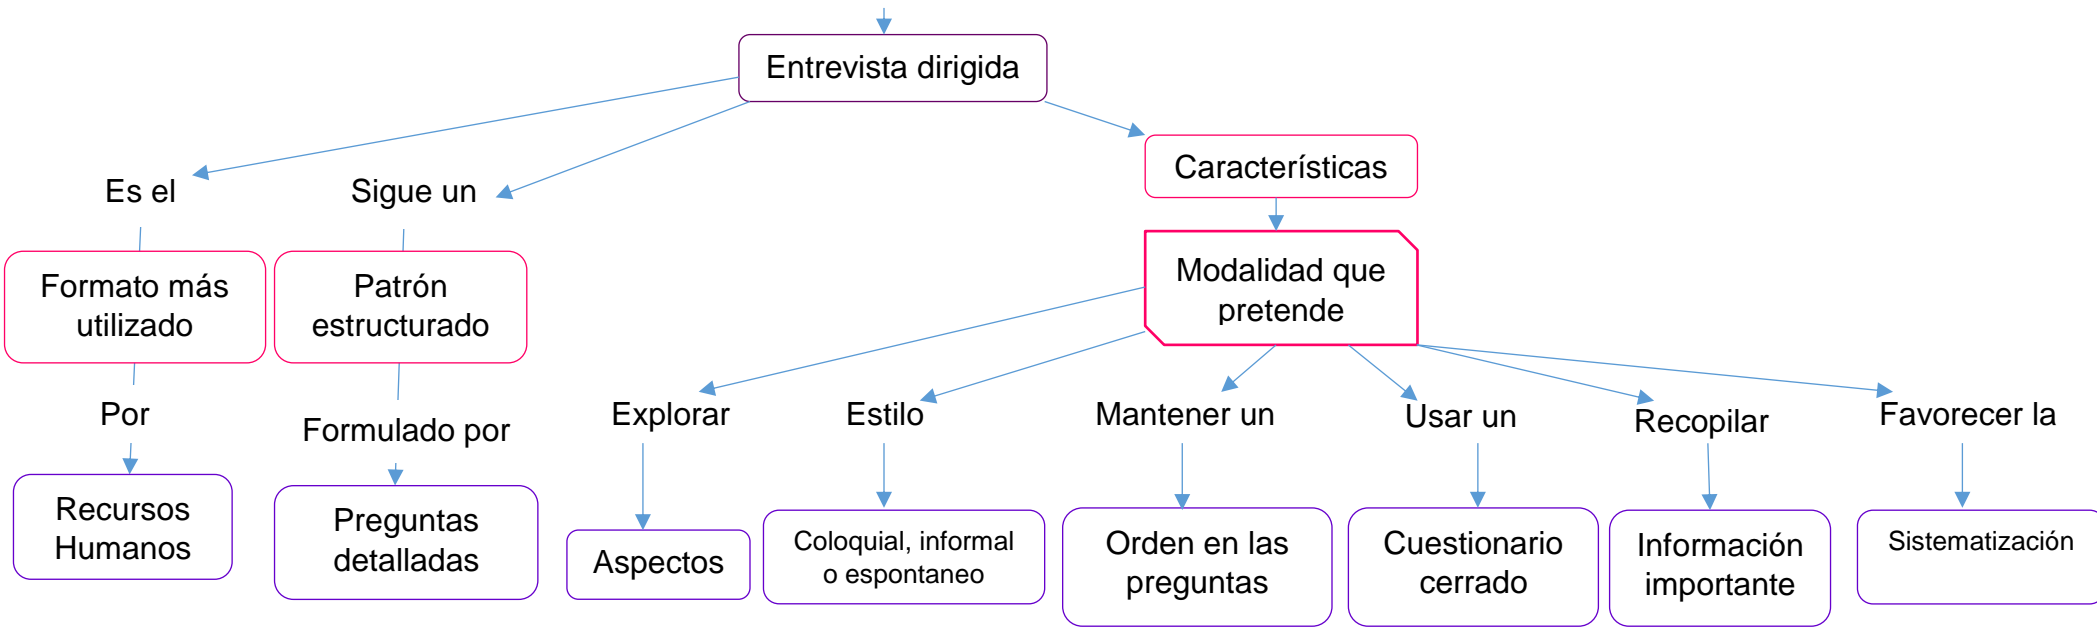 Entrevista dirigida
Características
Es el
Sigue un
Formato más
utilizado
Patrón
estructurado
Modalidad que
pretende
Por
Formulado por
Explorar
Estilo
Mantener un
Usar un
Recopilar
Favorecer la
Recursos
Humanos
Preguntas
detalladas
Aspectos
Coloquial, informal
o espontaneo
Orden en las
preguntas
Cuestionario
cerrado
Información
importante
Sistematización